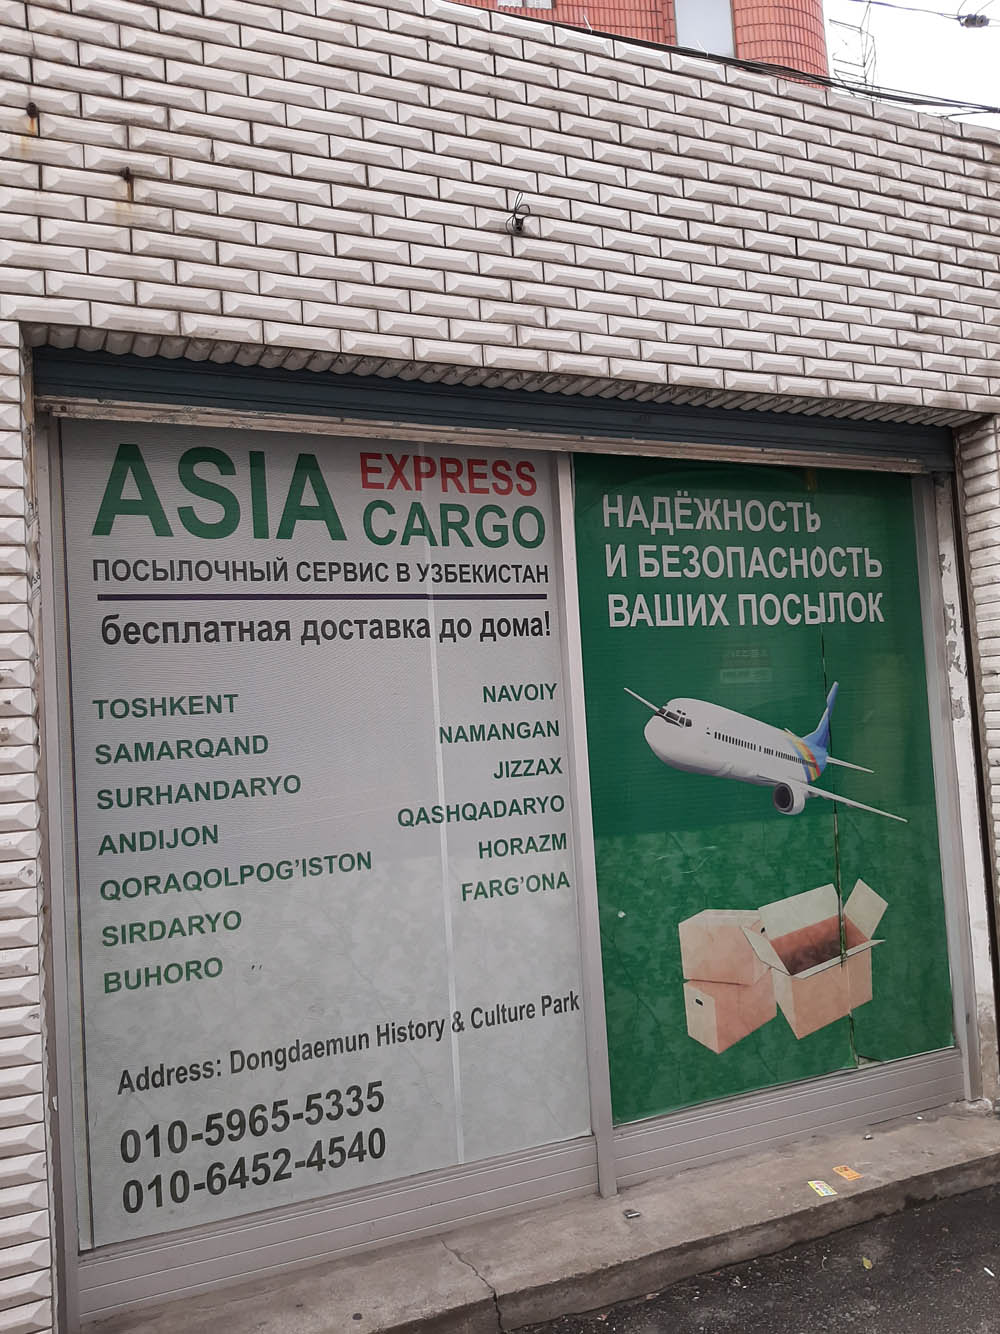 ASIA EXPRESS
CARGO
ПОСЫЛОЧНЫЙ СЕРВИС В УЗБЕКИСТАН
бесплатная доставка до дома!
TOSHKENT
SAMARQAND
SURHANDARYO
ANDIJON
QORAQOLPOG’ISTON
SIRDARYO
BUHORO
NAVOIY
NAMANGAN
JIZZAX
QASHQADARYO
HORAZM
FARG’ONA
Address: Dongdaemun History & Culture Park
010-5965-5335
010-6452-4540
НАДЁЖНОСТЬ
И БЕЗОПАСНОСТЬ
ВАШИХ ПОСЫЛОК